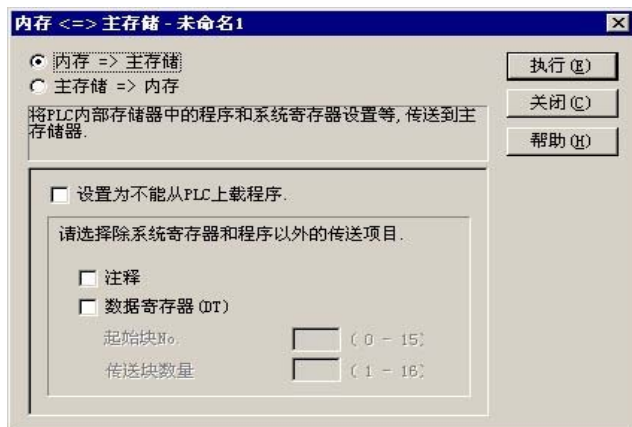 内存 <=> 主存储 - 未命名1
内存 => 主存储
主存储 => 内存
将PLC内部存储器中的程序和系统寄存器设置等, 传送到主
存储器.
执行(E)
关闭(C)
帮助(H)
设置为不能从PLC上载程序.
请选择除系统寄存器和程序以外的传送项目.
注释
数据寄存器(DT)
起始块No. ( 0 - 15)
传送块数量 ( 1 - 16)